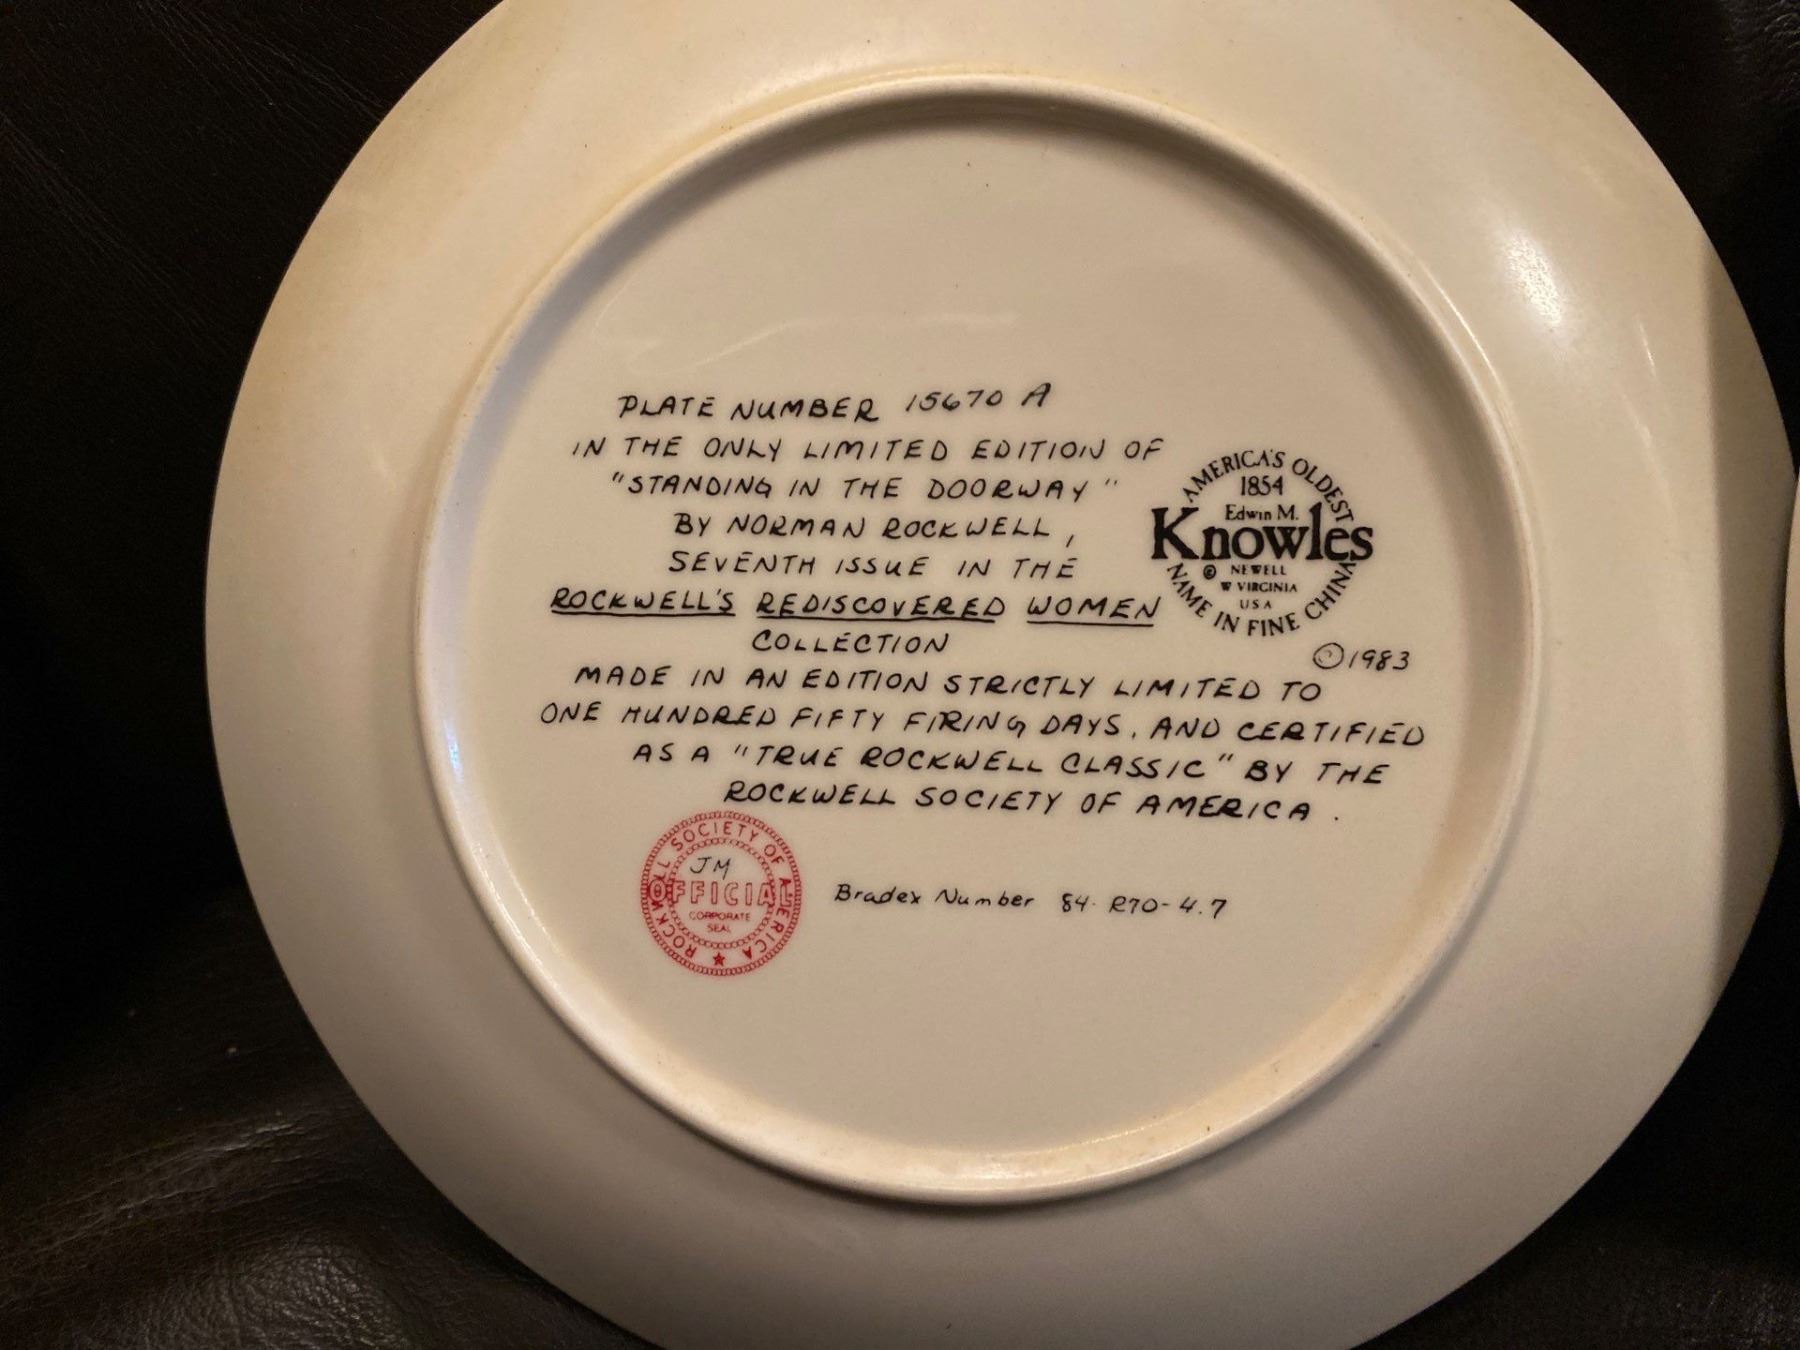 PLATE NUMBER 15670 A
IN THE ONLY LIMITED EDITION OF
"STANDING IN THE DOORWAY"
BY NORMAN ROCKWELL,
SEVENTH ISSUE IN THE
ROCKWELL'S REDISCOVERED WOMEN
COLLECTION
MADE IN AN EDITION STRICTLY LIMITED TO
ONE HUNDRED FIFTY FIRING DAYS, AND CERTIFIED
AS A "TRUE ROCKWELL CLASSIC" BY THE
ROCKWELL SOCIETY OF AMERICA.
AMERICA'S OLDEST
1854
Edwin M.
Knowles
© NEWELL
W VIRGINIA
USA
NAME IN FINE CHINA
©1983
ROCKWELL SOCIETY OF AMERICA
JM
OFFICIAL
CORPORATE
SEAL
Bradex Number 84-R70-4.7